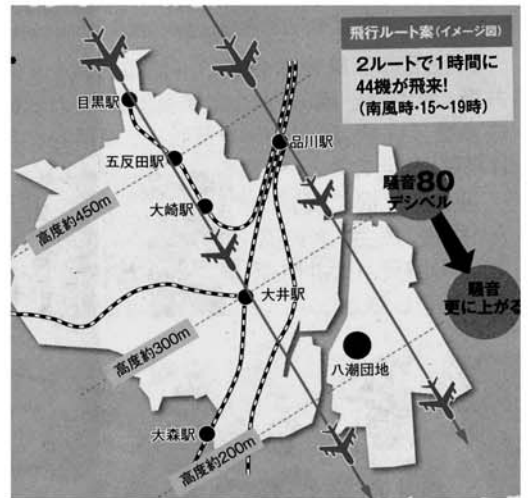 飛行ルート案(イメージ図)
2ルートで1時間に
44機が飛来!
(南風時・15〜19時)
目黒駅
品川駅
五反田駅
騒音80
デシベル
大崎駅
高度約450m
大井駅
騒音
更に上がる
高度約300m
八潮団地
大森駅
高度約200m